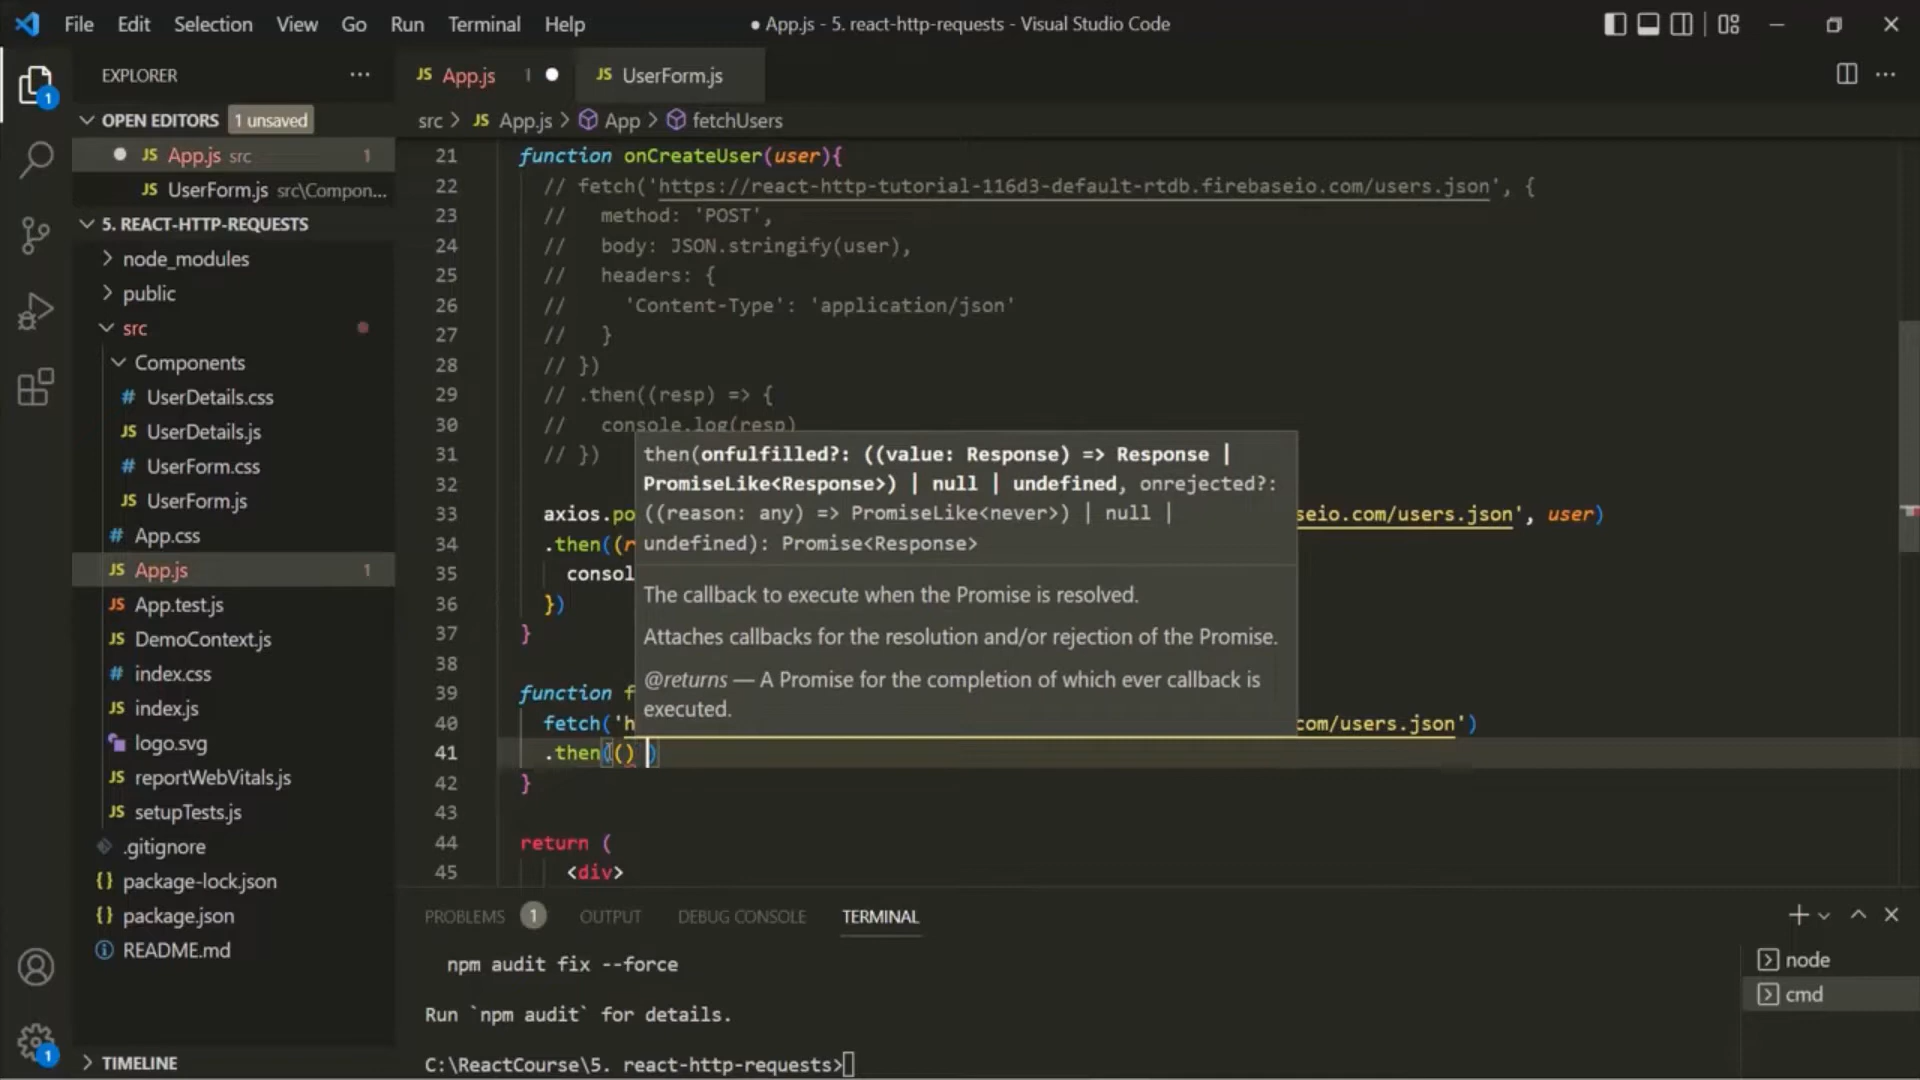 File Edit Selection View Go Run Terminal Help
● App.js - 5. react-http-requests - Visual Studio Code
EXPLORER ···
JS App.js 1 ●
JS UserForm.js
OPEN EDITORS 1 unsaved
src > JS App.js > App > fetchUsers
● JS App.js src 1
JS UserForm.js src\Compon...
5. REACT-HTTP-REQUESTS
node_modules
public
src
Components
# UserDetails.css
JS UserDetails.js
# UserForm.css
JS UserForm.js
# App.css
JS App.js 1
JS App.test.js
JS DemoContext.js
# index.css
JS index.js
logo.svg
JS reportWebVitals.js
JS setupTests.js
.gitignore
{} package-lock.json
{} package.json
README.md
TIMELINE
1
1
21 function onCreateUser(user){
22 // fetch('https://react-http-tutorial-116d3-default-rtdb.firebaseio.com/users.json', {
23 // method: 'POST',
24 // body: JSON.stringify(user),
25 // headers: {
26 // 'Content-Type': 'application/json'
27 // }
28 // })
29 // .then((resp) => {
30 // console.log(resp)
31 // })
32
33 axios.po seio.com/users.json', user)
34 .then((r
35 consol
36 })
37 }
38
39 function f
40 fetch('h com/users.json')
41 .then(() )
42 }
43
44 return (
45 <div>
then(onfulfilled?: ((value: Response) => Response |
PromiseLike<Response>) | null | undefined, onrejected?:
((reason: any) => PromiseLike<never>) | null |
undefined): Promise<Response>
The callback to execute when the Promise is resolved.
Attaches callbacks for the resolution and/or rejection of the Promise.
@returns — A Promise for the completion of which ever callback is
executed.
PROBLEMS 1 OUTPUT DEBUG CONSOLE TERMINAL
npm audit fix --force
Run `npm audit` for details.
C:\ReactCourse\5. react-http-requests>
node
cmd